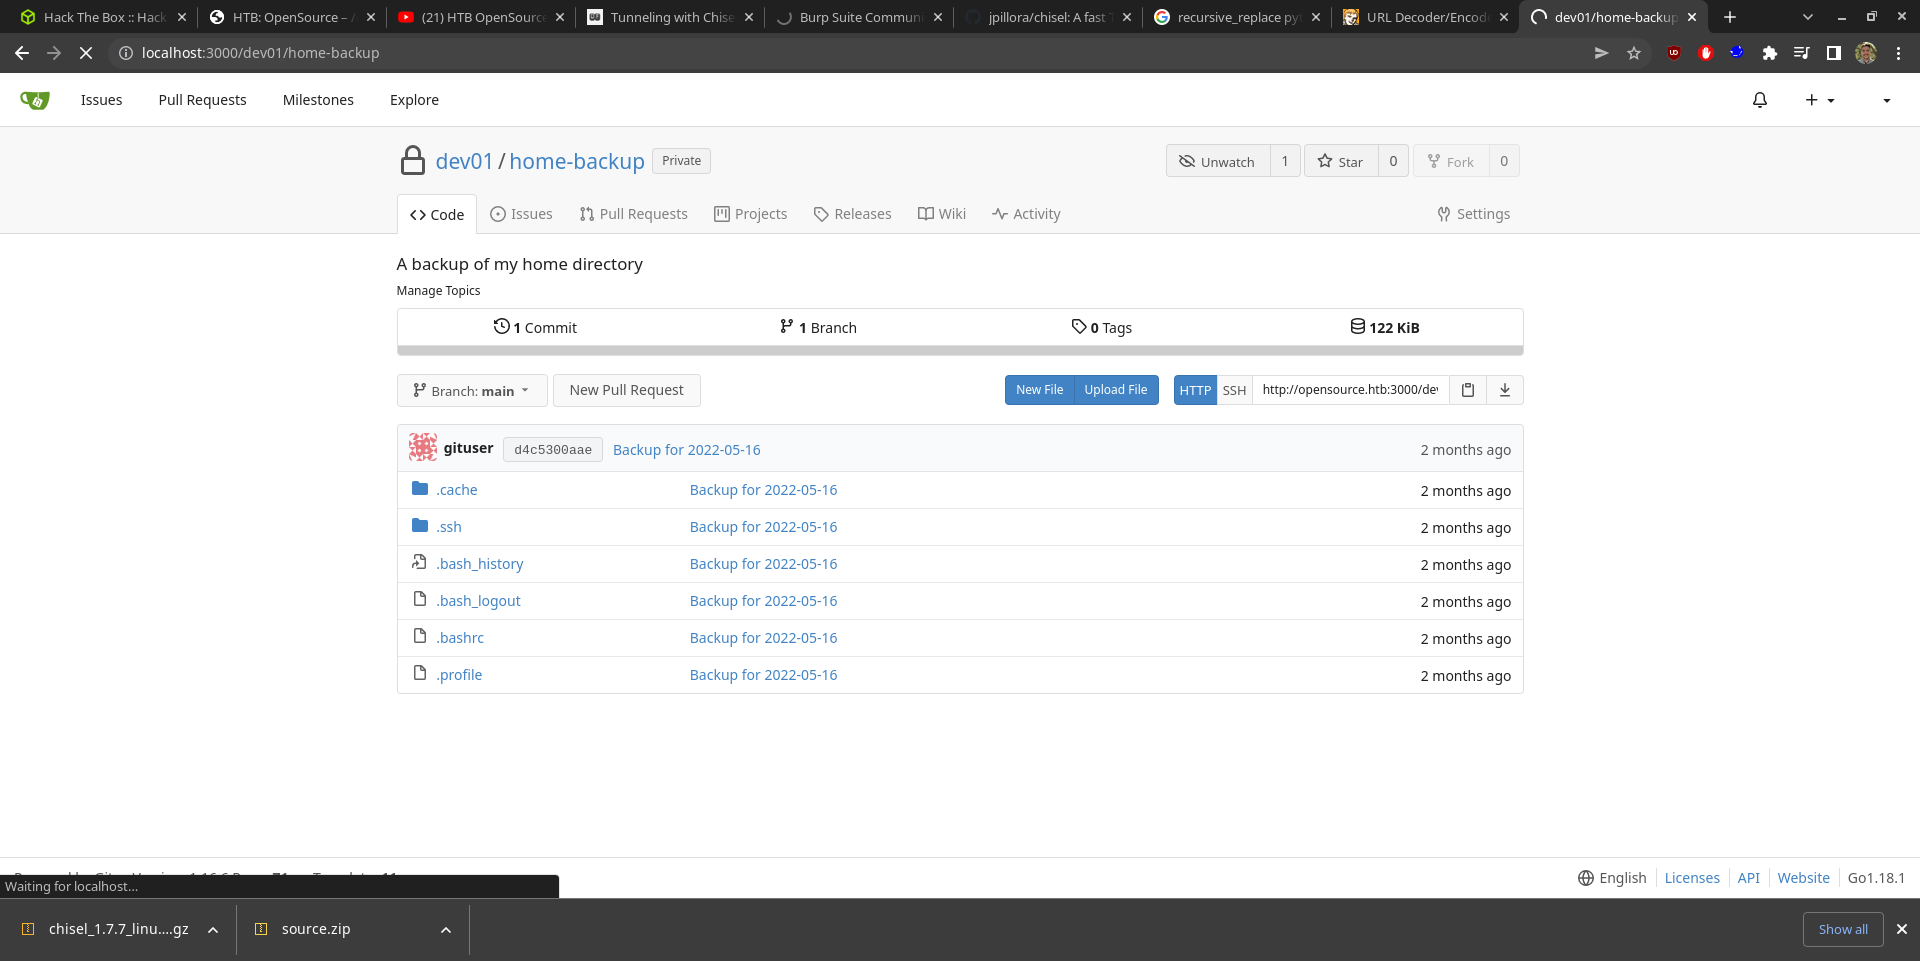 Hack The Box :: Hack
HTB: OpenSource – /
(21) HTB OpenSource
Tunneling with Chise
Burp Suite Commun
jpillora/chisel: A fast T
recursive_replace py
URL Decoder/Encod
dev01/home-backup
localhost:3000/dev01/home-backup
Issues Pull Requests Milestones Explore
dev01 / home-backup Private
Unwatch 1 Star 0 Fork 0
Code Issues Pull Requests Projects Releases Wiki Activity Settings
A backup of my home directory
Manage Topics
1 Commit 1 Branch 0 Tags 122 KiB
Branch: main New Pull Request New File Upload File HTTP SSH http://opensource.htb:3000/dev
gituser d4c5300aae Backup for 2022-05-16 2 months ago
.cache Backup for 2022-05-16 2 months ago
.ssh Backup for 2022-05-16 2 months ago
.bash_history Backup for 2022-05-16 2 months ago
.bash_logout Backup for 2022-05-16 2 months ago
.bashrc Backup for 2022-05-16 2 months ago
.profile Backup for 2022-05-16 2 months ago
English Licenses API Website Go1.18.1
Waiting for localhost...
chisel_1.7.7_linu....gz source.zip Show all